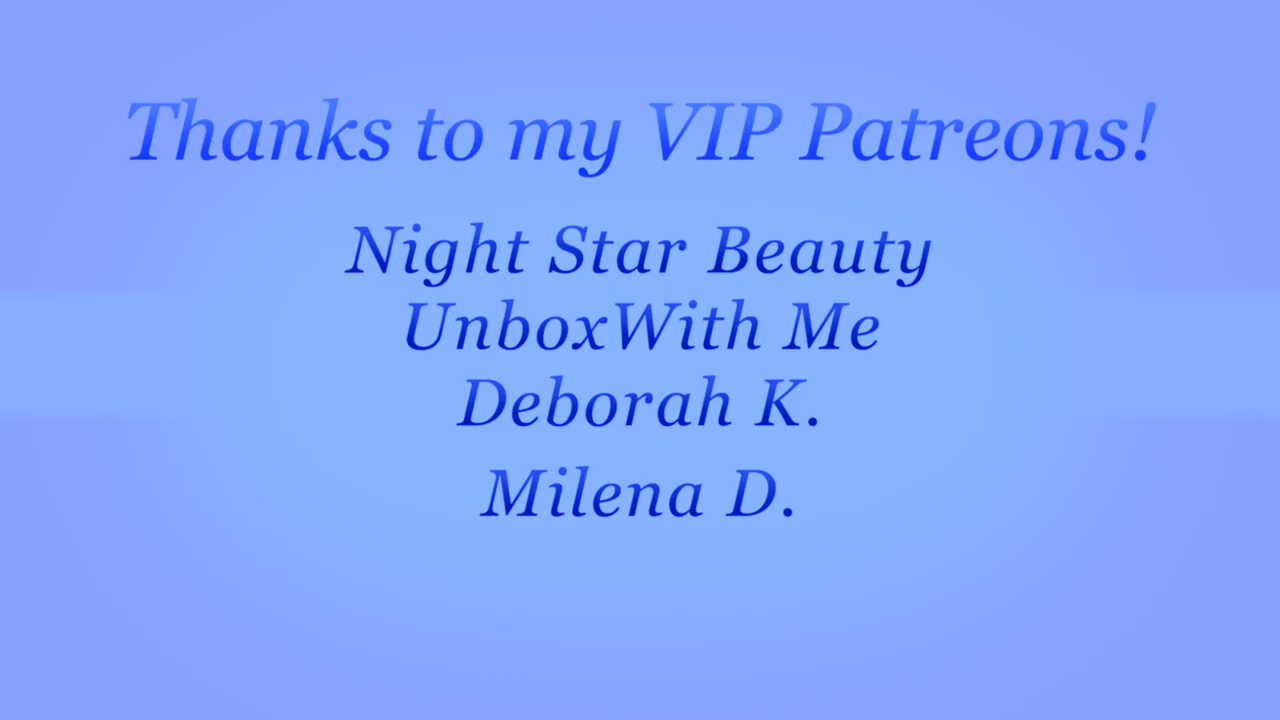 Thanks to my VIP Patreons!
Night Star Beauty
UnboxWith Me
Deborah K.
Milena D.